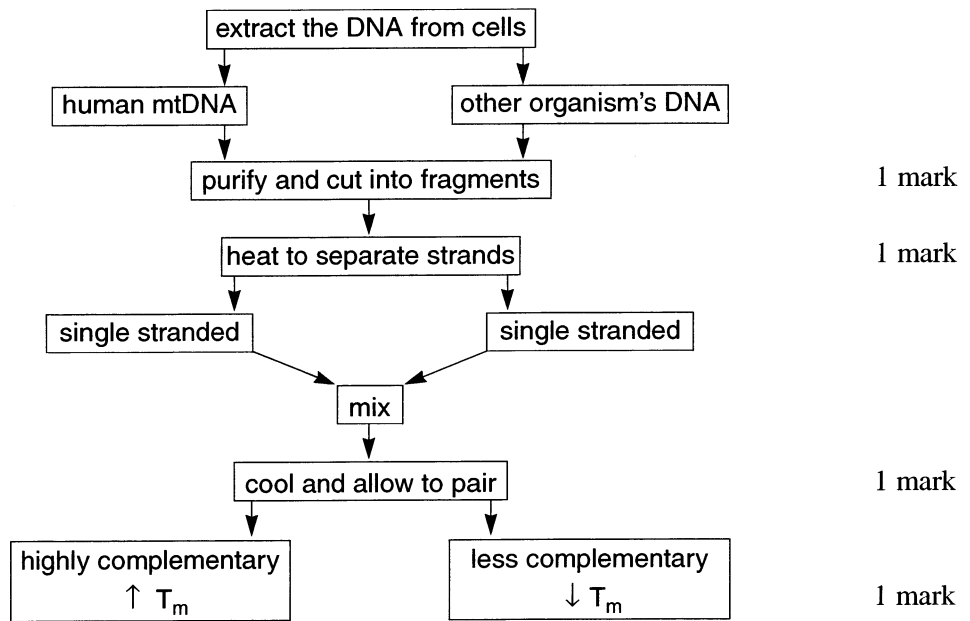 extract the DNA from cells
human mtDNA
other organism's DNA
purify and cut into fragments
1 mark
heat to separate strands
1 mark
single stranded
single stranded
mix
cool and allow to pair
1 mark
highly complementary
↑ Tm
less complementary
↓ Tm
1 mark